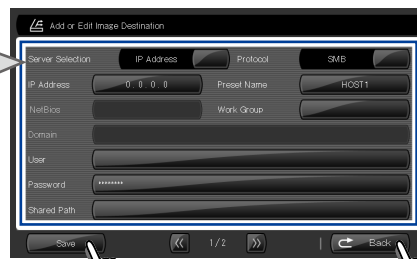 Add or Edit Image Destination
Server Selection IP Address Protocol SMB
IP Address 0. 0. 0. 0 Preset Name HOST1
NetBios Work Group
Domain
User
Password ********
Shared Path
Save 1/2 Back